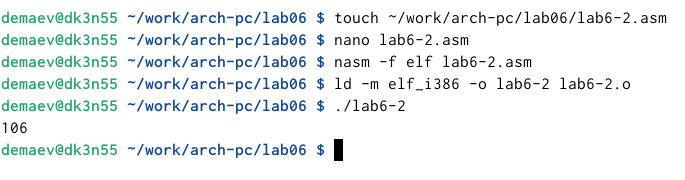 demaev@dk3n55 ~/work/arch-pc/lab06 $ touch ~/work/arch-pc/lab06/lab6-2.asm
demaev@dk3n55 ~/work/arch-pc/lab06 $ nano lab6-2.asm
demaev@dk3n55 ~/work/arch-pc/lab06 $ nasm -f elf lab6-2.asm
demaev@dk3n55 ~/work/arch-pc/lab06 $ ld -m elf_i386 -o lab6-2 lab6-2.o
demaev@dk3n55 ~/work/arch-pc/lab06 $ ./lab6-2
106
demaev@dk3n55 ~/work/arch-pc/lab06 $